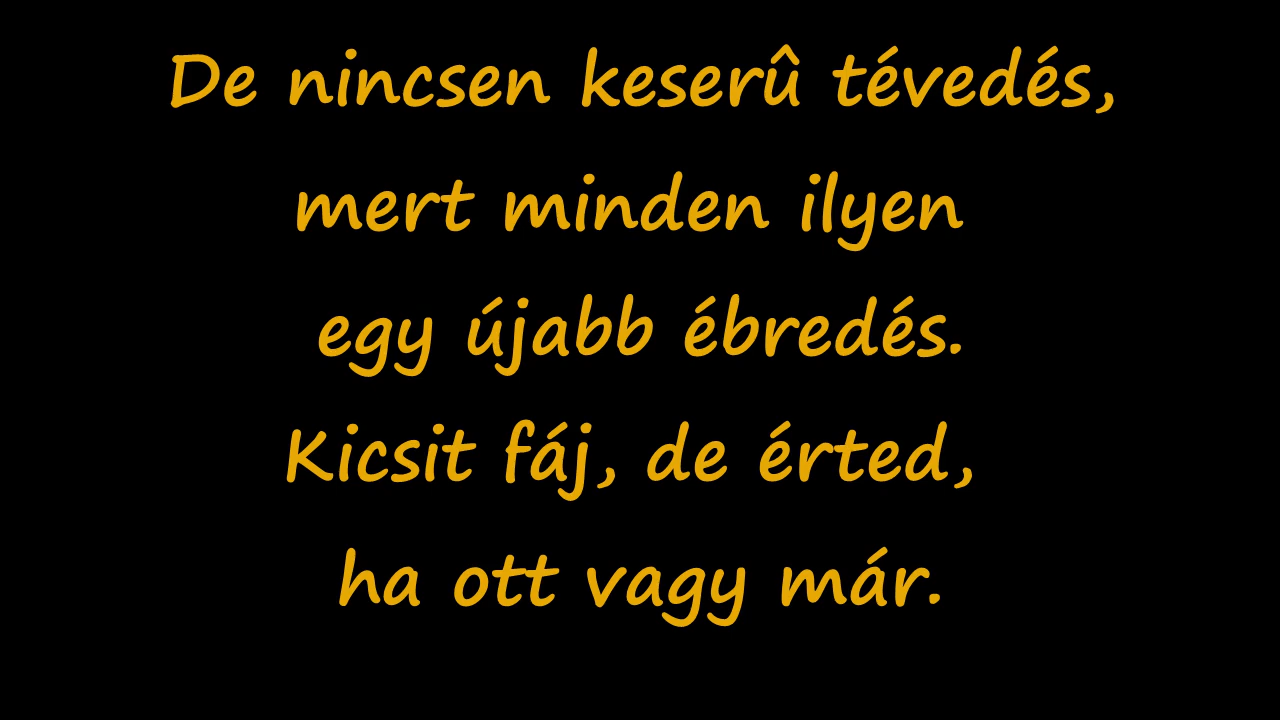 De nincsen keserû tévedés,
mert minden ilyen
egy újabb ébredés.
Kicsit fáj, de érted,
ha ott vagy már.